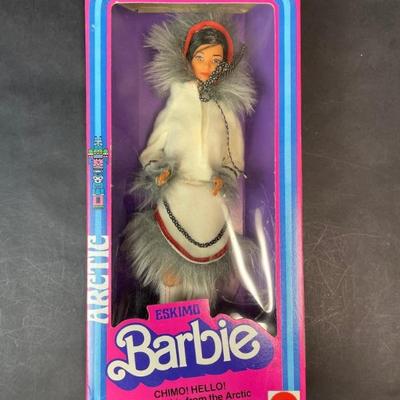 ARCTIC
ESKIMO
Barbie
CHIMO! HELLO!
from the Arctic